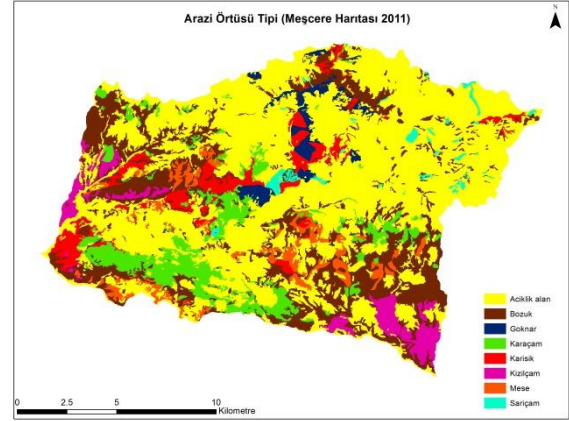 Arazi Örtüsü Tipi (Meşcere Harıtası 2011)
N
Aciklik alan
Bozuk
Goknar
Karaçam
Karisik
Kizilçam
Mese
Sariçam
0 2.5 5 10
Kilometre